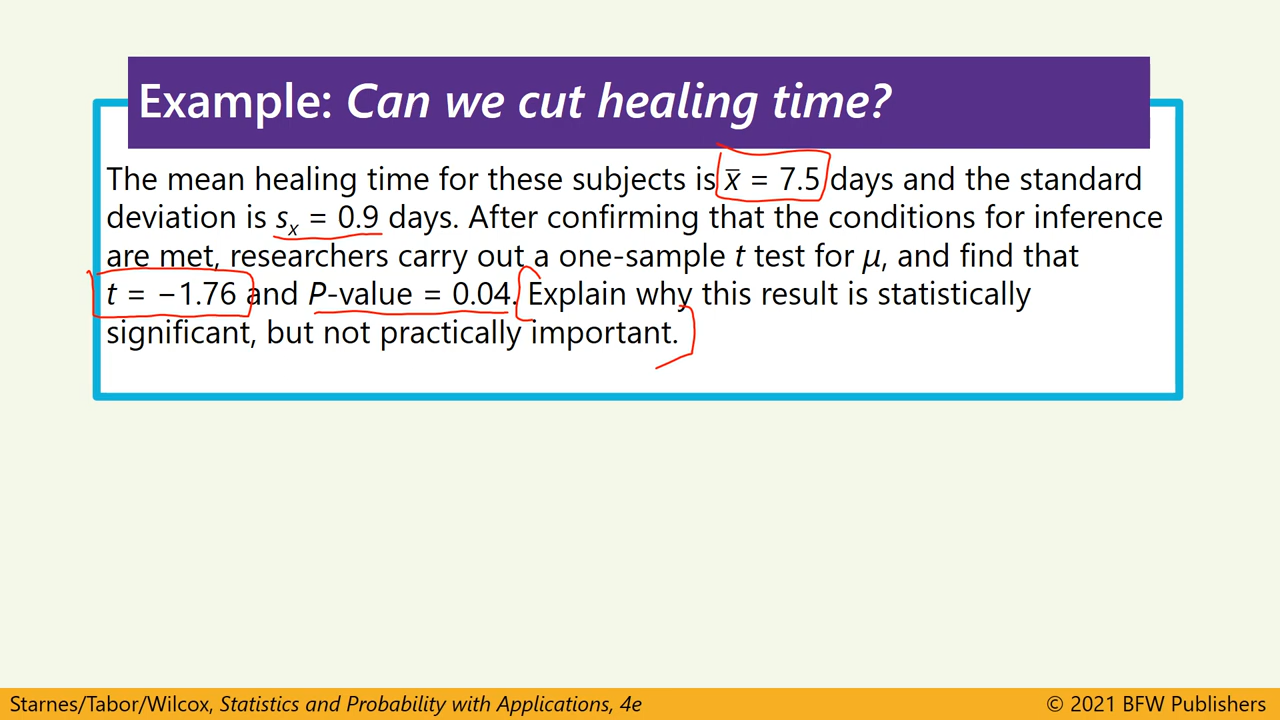 Example: Can we cut healing time?
The mean healing time for these subjects is x̄ = 7.5 days and the standard
deviation is sₓ = 0.9 days. After confirming that the conditions for inference
are met, researchers carry out a one-sample t test for μ, and find that
t = −1.76 and P-value = 0.04. Explain why this result is statistically
significant, but not practically important.
Starnes/Tabor/Wilcox, Statistics and Probability with Applications, 4e
© 2021 BFW Publishers